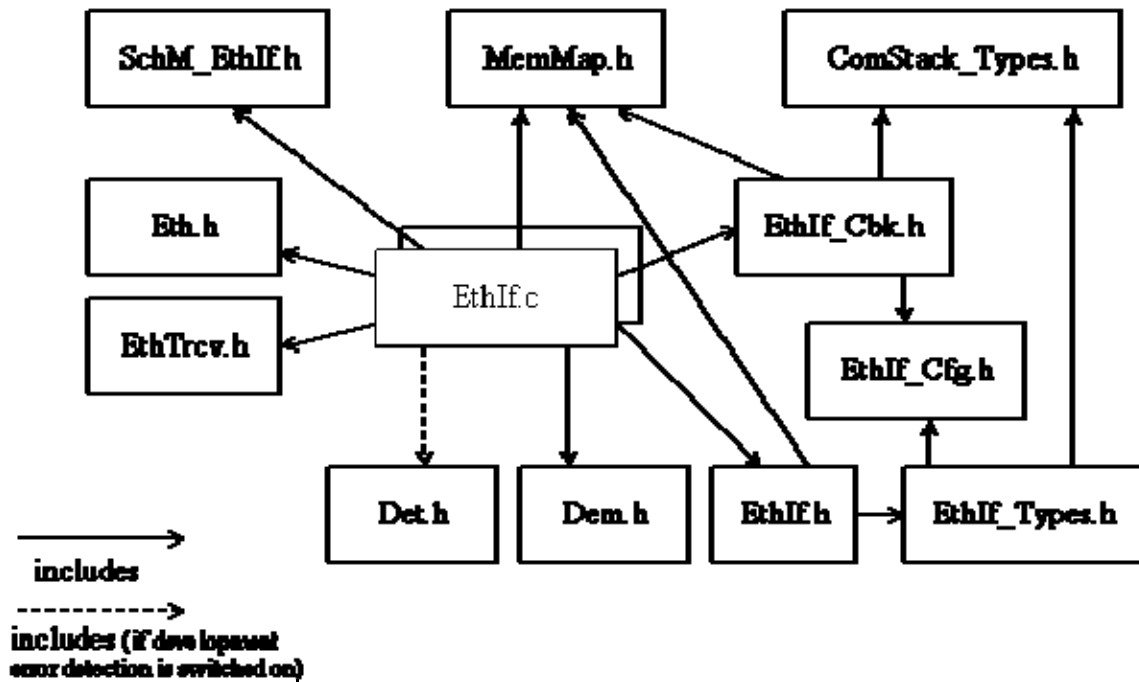 SchM_EthIf.h
MemMap.h
ComStack_Types.h
Eth.h
EthIf_Cbk.h
EthIf.c
EthTrcv.h
EthIf_Cfg.h
Det.h
Dem.h
EthIf.h
EthIf_Types.h
includes
includes (if development
error detection is switched on)